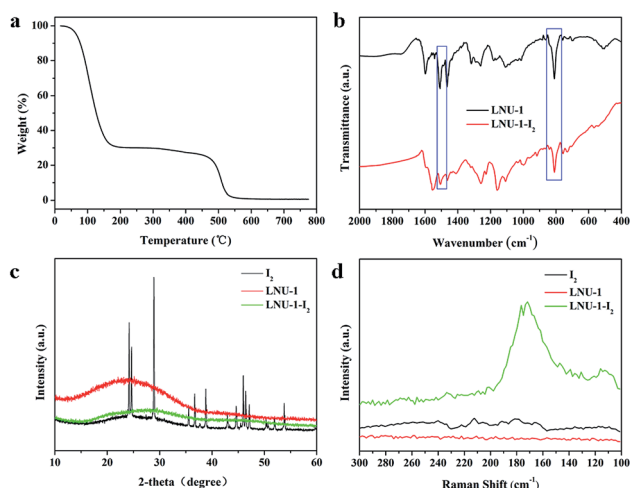 a
100
80
60
40
20
0
Weight (%)
0 100 200 300 400 500 600 700 800
Temperature (℃)
b
LNU-1
LNU-1-I₂
Transmittance (a.u.)
2000 1800 1600 1400 1200 1000 800 600 400
Wavenumber (cm⁻¹)
c
I₂
LNU-1
LNU-1-I₂
Intensity (a.u.)
10 20 30 40 50 60
2-theta（degree）
d
I₂
LNU-1
LNU-1-I₂
Intensity (a.u.)
300 280 260 240 220 200 180 160 140 120 100
Raman Shift (cm⁻¹)